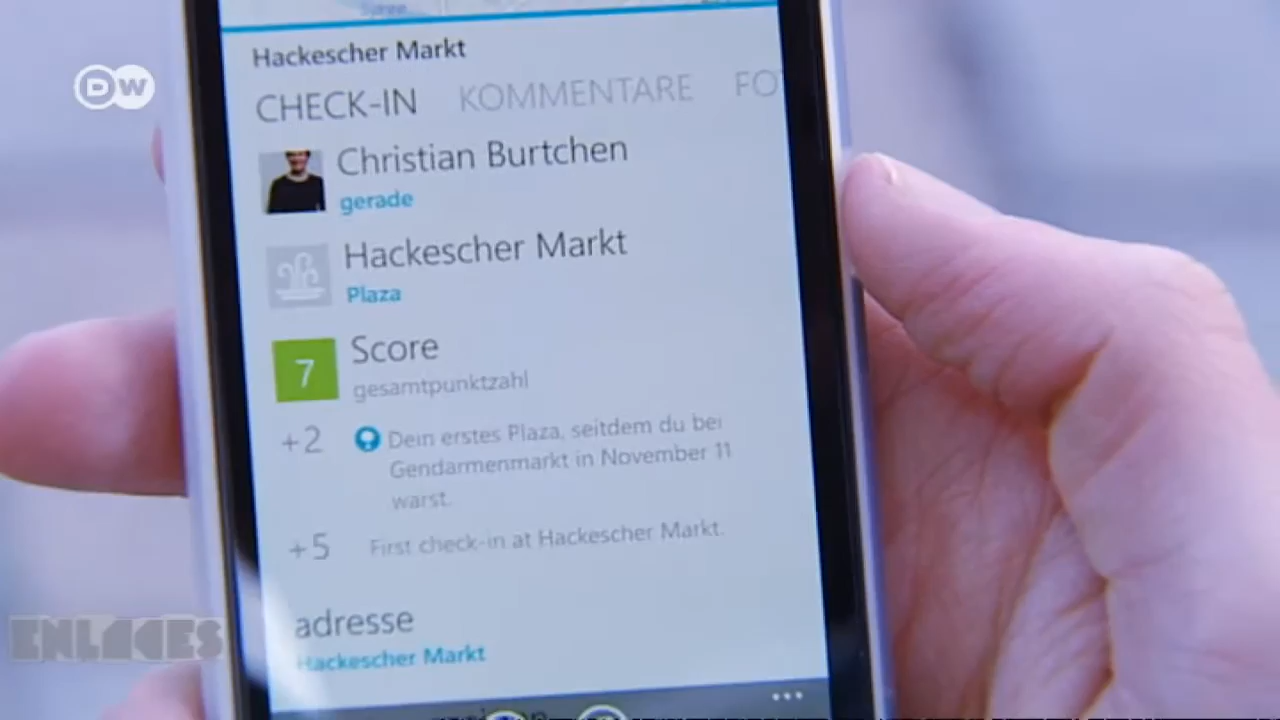 Spree
Hackescher Markt
DW
CHECK-IN KOMMENTARE FO
Christian Burtchen
gerade
Hackescher Markt
Plaza
7 Score
gesamtpunktzahl
+2 Dein erstes Plaza, seitdem du bei
Gendarmenmarkt in November 11
warst.
+5 First check-in at Hackescher Markt.
adresse
ENLACES
Hackescher Markt